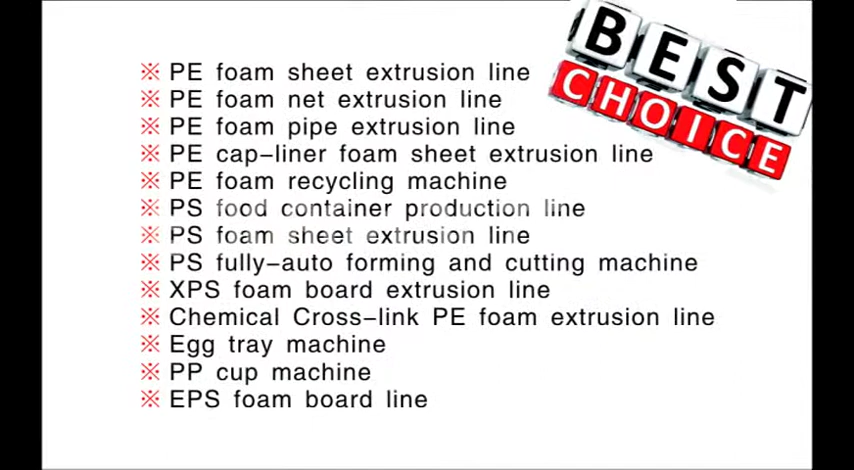 BEST
CHOICE
※ PE foam sheet extrusion line
※ PE foam net extrusion line
※ PE foam pipe extrusion line
※ PE cap-liner foam sheet extrusion line
※ PE foam recycling machine
※ PS food container production line
※ PS foam sheet extrusion line
※ PS fully-auto forming and cutting machine
※ XPS foam board extrusion line
※ Chemical Cross-link PE foam extrusion line
※ Egg tray machine
※ PP cup machine
※ EPS foam board line